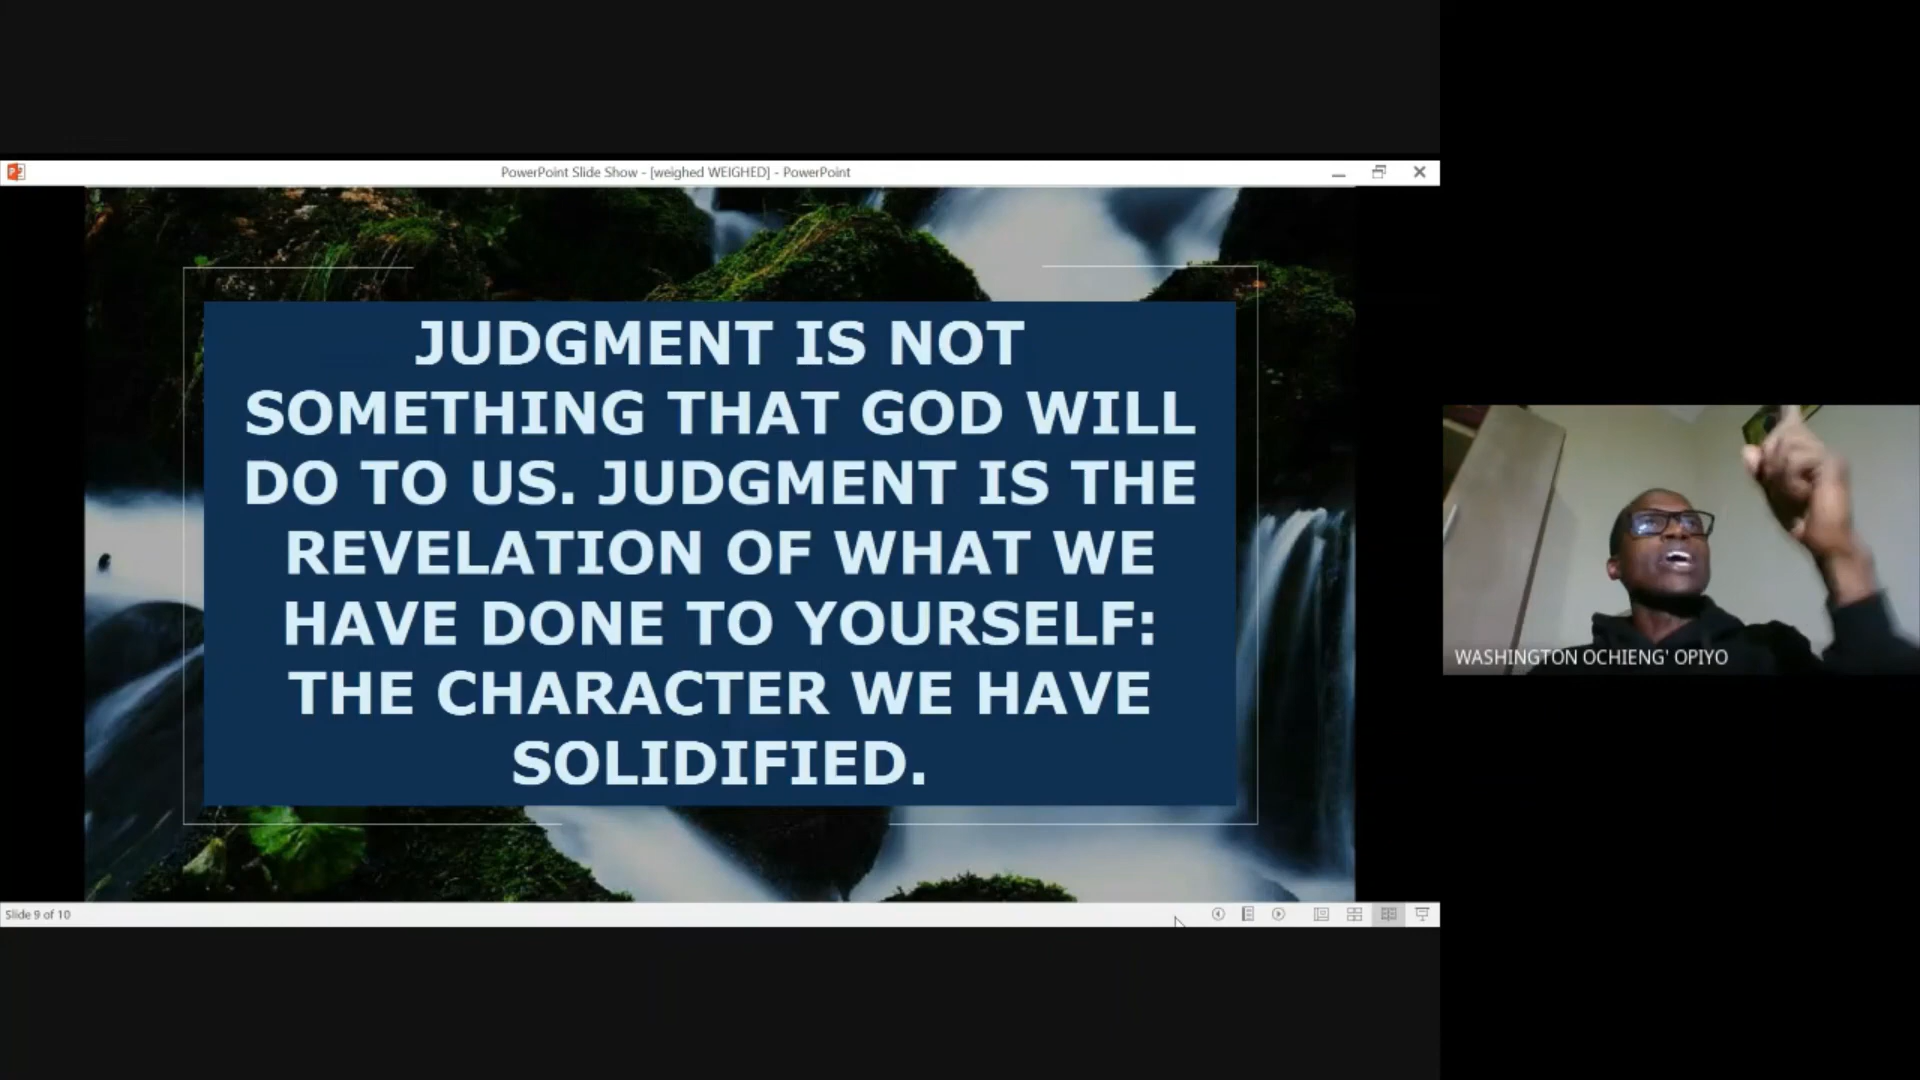 PowerPoint Slide Show - [weighed WEIGHED] - PowerPoint
JUDGMENT IS NOT
SOMETHING THAT GOD WILL
DO TO US. JUDGMENT IS THE
REVELATION OF WHAT WE
HAVE DONE TO YOURSELF:
THE CHARACTER WE HAVE
SOLIDIFIED.
WASHINGTON OCHIENG' OPIYO
Slide 9 of 10